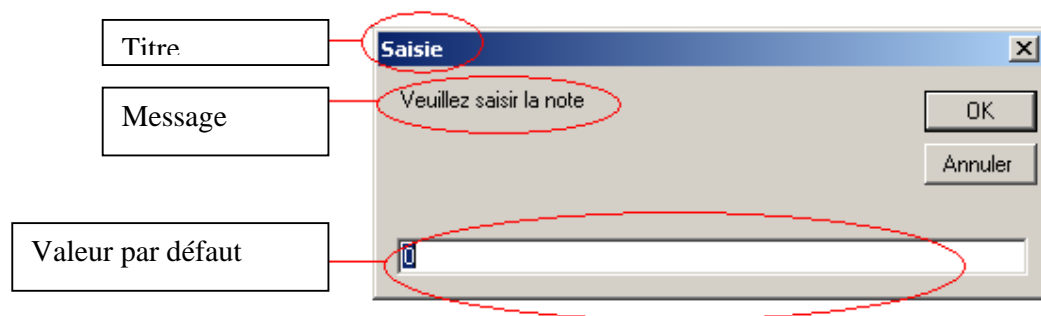 Titre
Saisie
Message
Veuillez saisir la note
OK
Annuler
Valeur par défaut
0